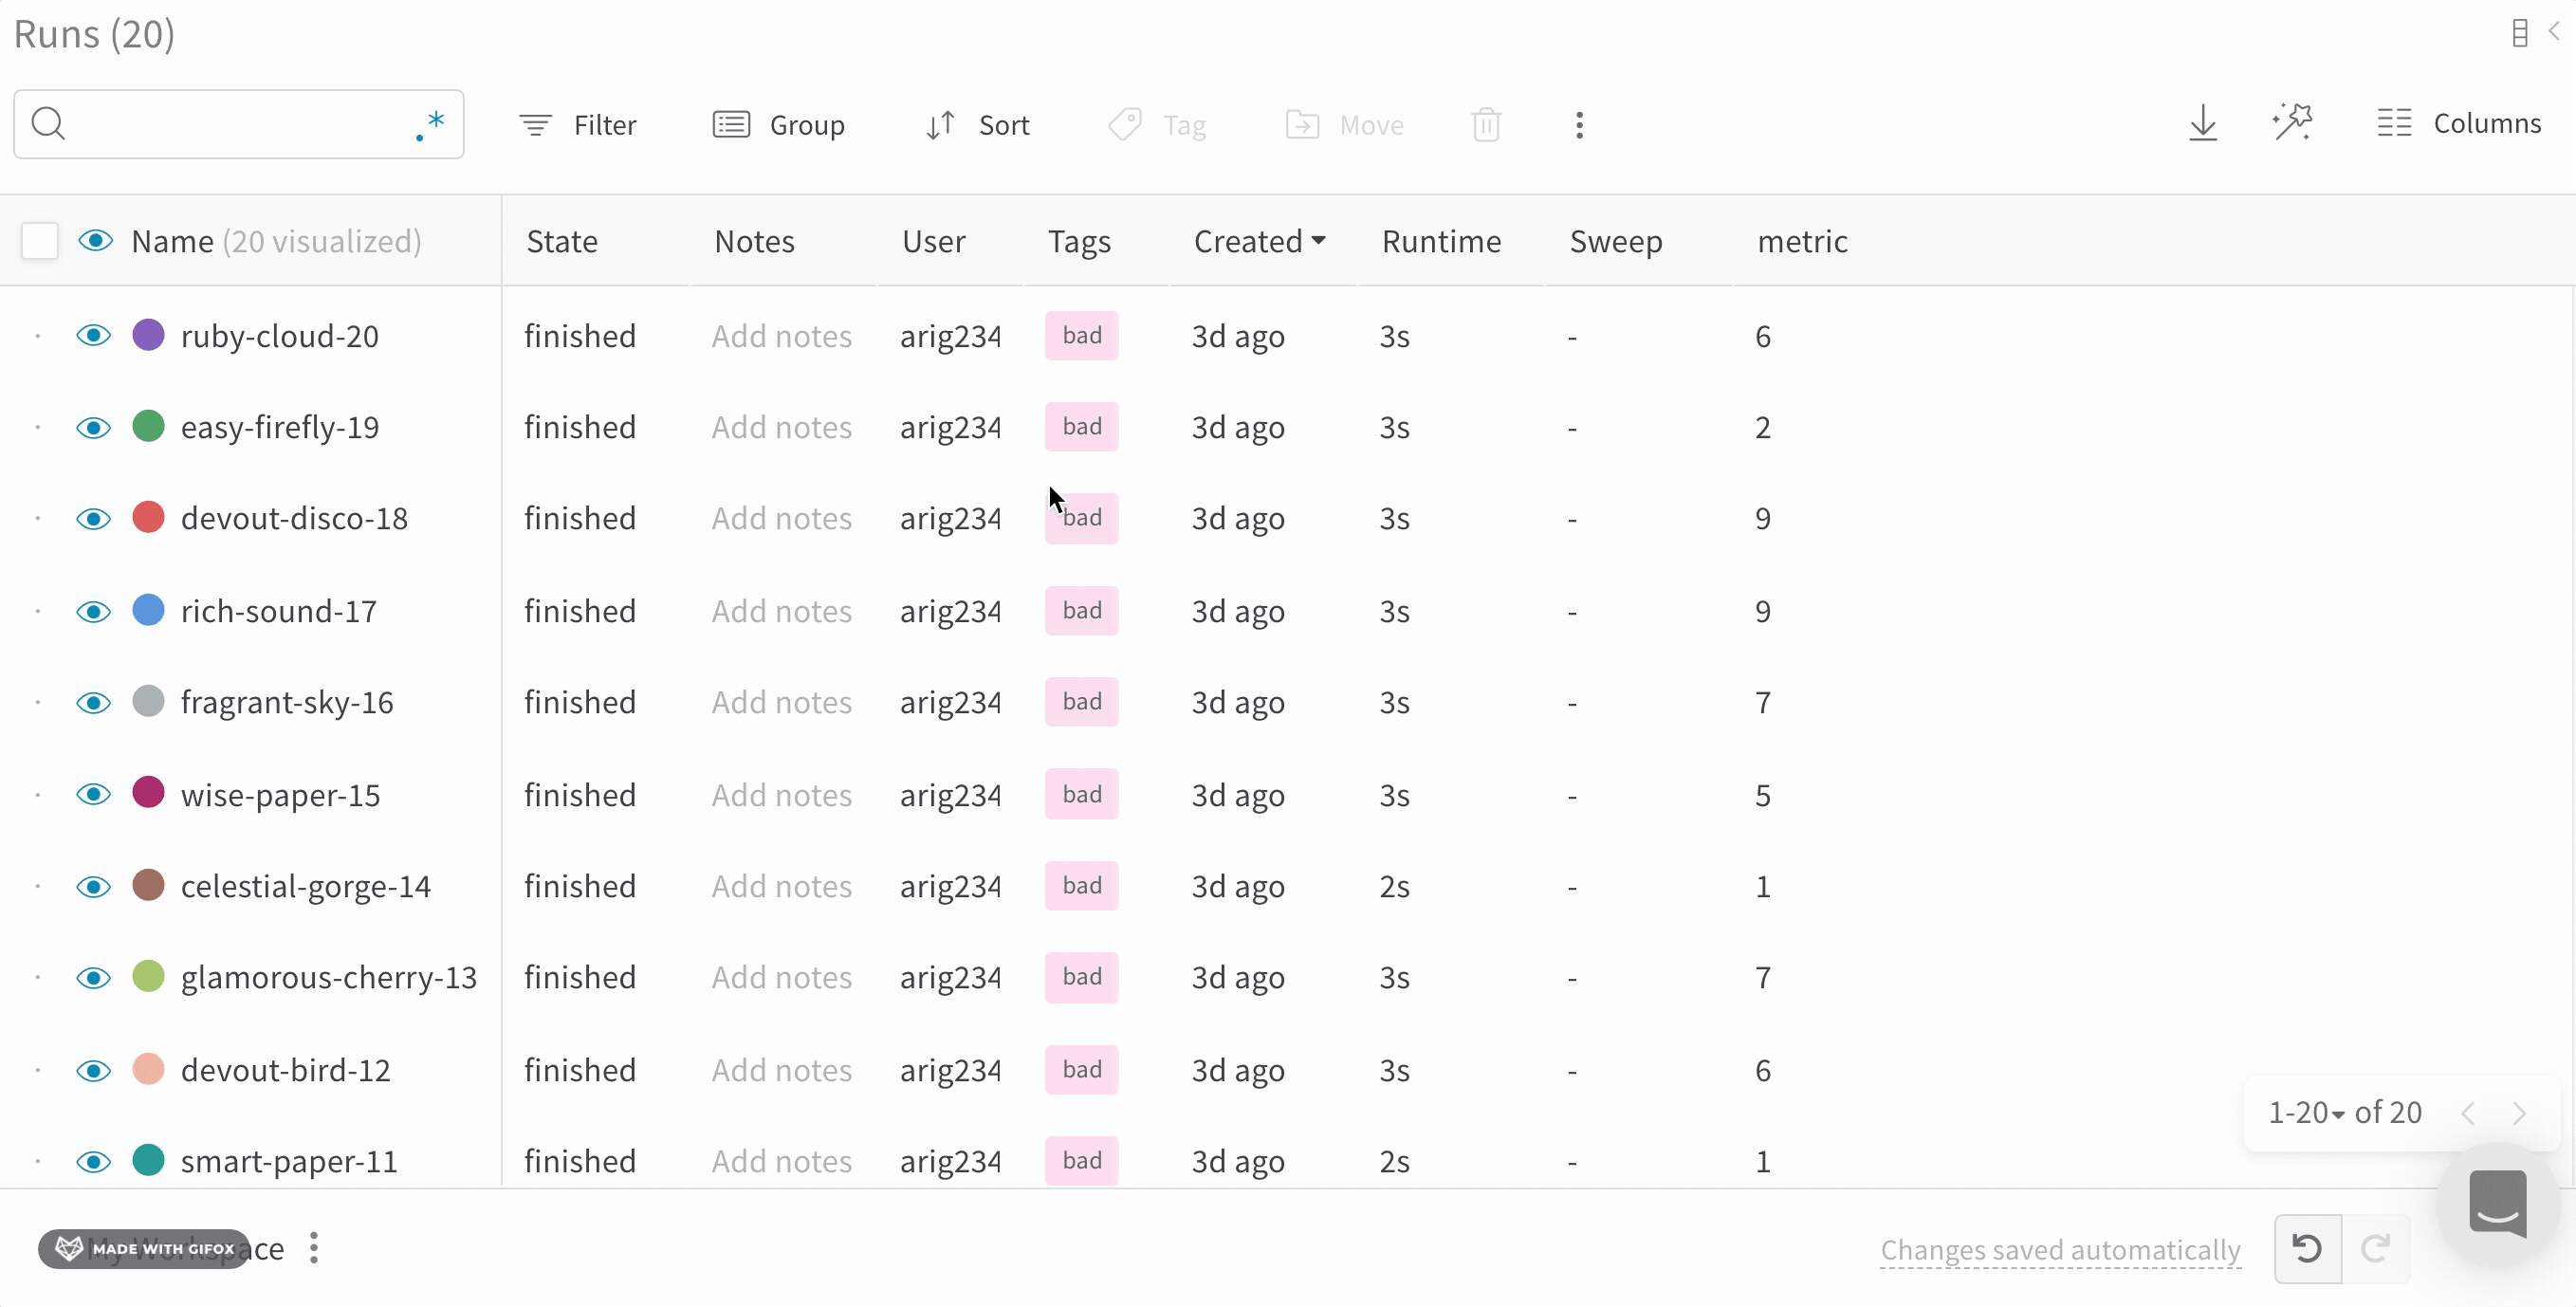 Runs (20)
.* Filter Group Sort Tag Move Columns
Name (20 visualized) State Notes User Tags Created Runtime Sweep metric
ruby-cloud-20 finished Add notes arig234 bad 3d ago 3s - 6
easy-firefly-19 finished Add notes arig234 bad 3d ago 3s - 2
devout-disco-18 finished Add notes arig234 bad 3d ago 3s - 9
rich-sound-17 finished Add notes arig234 bad 3d ago 3s - 9
fragrant-sky-16 finished Add notes arig234 bad 3d ago 3s - 7
wise-paper-15 finished Add notes arig234 bad 3d ago 3s - 5
celestial-gorge-14 finished Add notes arig234 bad 3d ago 2s - 1
glamorous-cherry-13 finished Add notes arig234 bad 3d ago 3s - 7
devout-bird-12 finished Add notes arig234 bad 3d ago 3s - 6
1-20 of 20
smart-paper-11 finished Add notes arig234 bad 3d ago 2s - 1
MADE WITH GIFOX
My Workspace
Changes saved automatically